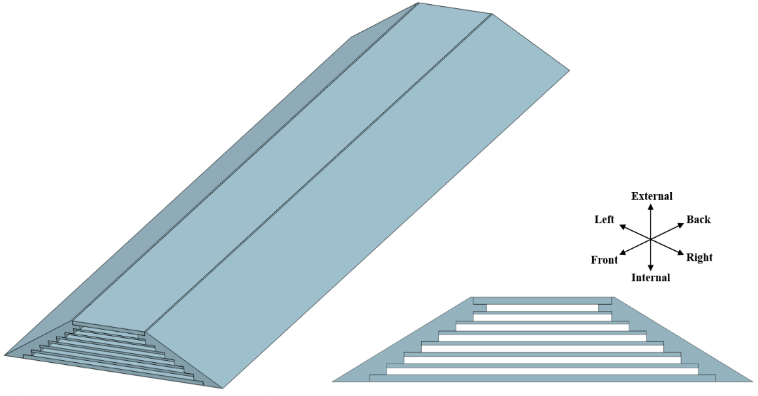 External
Left
Back
Front
Right
Internal